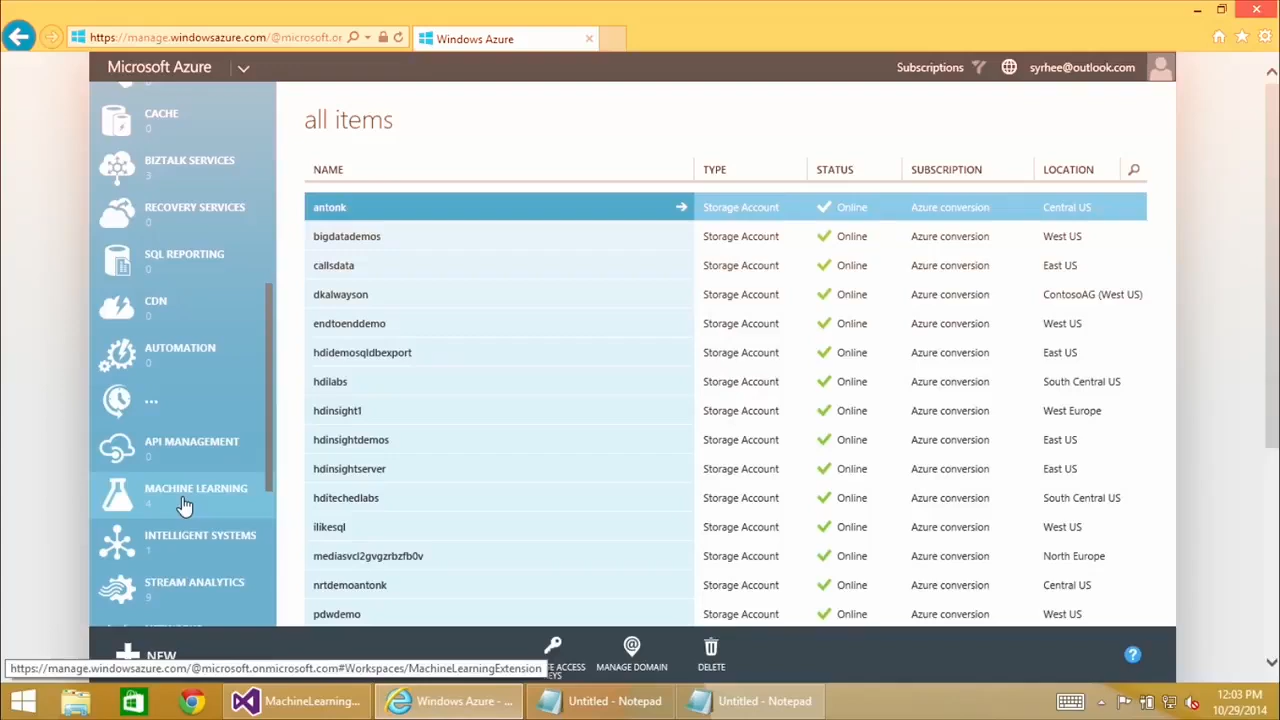 https://manage.windowsazure.com/@microsoft.or
Windows Azure
Microsoft Azure
Subscriptions
syrhee@outlook.com
0
CACHE
0
BIZTALK SERVICES
3
RECOVERY SERVICES
0
SQL REPORTING
0
CDN
0
AUTOMATION
0
...
API MANAGEMENT
0
MACHINE LEARNING
4
INTELLIGENT SYSTEMS
1
STREAM ANALYTICS
9
all items
NAME TYPE STATUS SUBSCRIPTION LOCATION
antonk Storage Account Online Azure conversion Central US
bigdatademos Storage Account Online Azure conversion West US
callsdata Storage Account Online Azure conversion East US
dkalwayson Storage Account Online Azure conversion ContosoAG (West US)
endtoenddemo Storage Account Online Azure conversion West US
hdidemosqldbexport Storage Account Online Azure conversion East US
hdilabs Storage Account Online Azure conversion South Central US
hdinsight1 Storage Account Online Azure conversion West Europe
hdinsightdemos Storage Account Online Azure conversion East US
hdinsightserver Storage Account Online Azure conversion East US
hditechedlabs Storage Account Online Azure conversion South Central US
ilikesql Storage Account Online Azure conversion West US
mediasvcl2gvgzrbzfb0v Storage Account Online Azure conversion North Europe
nrtdemoantonk Storage Account Online Azure conversion Central US
pdwdemo Storage Account Online Azure conversion West US
NEW
E ACCESS
EYS
MANAGE DOMAIN
DELETE
?
https://manage.windowsazure.com/@microsoft.onmicrosoft.com#Workspaces/MachineLearningExtension
MachineLearning...
Windows Azure - ...
Untitled - Notepad
Untitled - Notepad
12:03 PM
10/29/2014